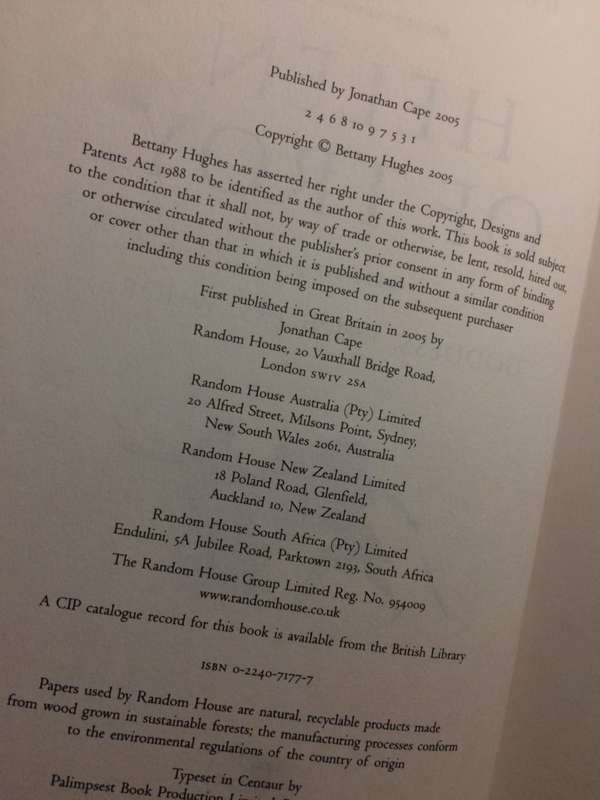 Published by Jonathan Cape 2005
2 4 6 8 10 9 7 5 3 1
Copyright © Bettany Hughes 2005
Bettany Hughes has asserted her right under the Copyright, Designs and
Patents Act 1988 to be identified as the author of this work. This book is sold subject
to the condition that it shall not, by way of trade or otherwise, be lent, resold, hired out,
or otherwise circulated without the publisher's prior consent in any form of binding
or cover other than that in which it is published and without a similar condition
including this condition being imposed on the subsequent purchaser
First published in Great Britain in 2005 by
Jonathan Cape
Random House, 20 Vauxhall Bridge Road,
London SW1V 2SA
Random House Australia (Pty) Limited
20 Alfred Street, Milsons Point, Sydney,
New South Wales 2061, Australia
Random House New Zealand Limited
18 Poland Road, Glenfield,
Auckland 10, New Zealand
Random House South Africa (Pty) Limited
Endulini, 5A Jubilee Road, Parktown 2193, South Africa
The Random House Group Limited Reg. No. 954009
www.randomhouse.co.uk
A CIP catalogue record for this book is available from the British Library
ISBN 0-2240-7177-7
Papers used by Random House are natural, recyclable products made
from wood grown in sustainable forests; the manufacturing processes conform
to the environmental regulations of the country of origin
Typeset in Centaur by
Palimpsest Book Production